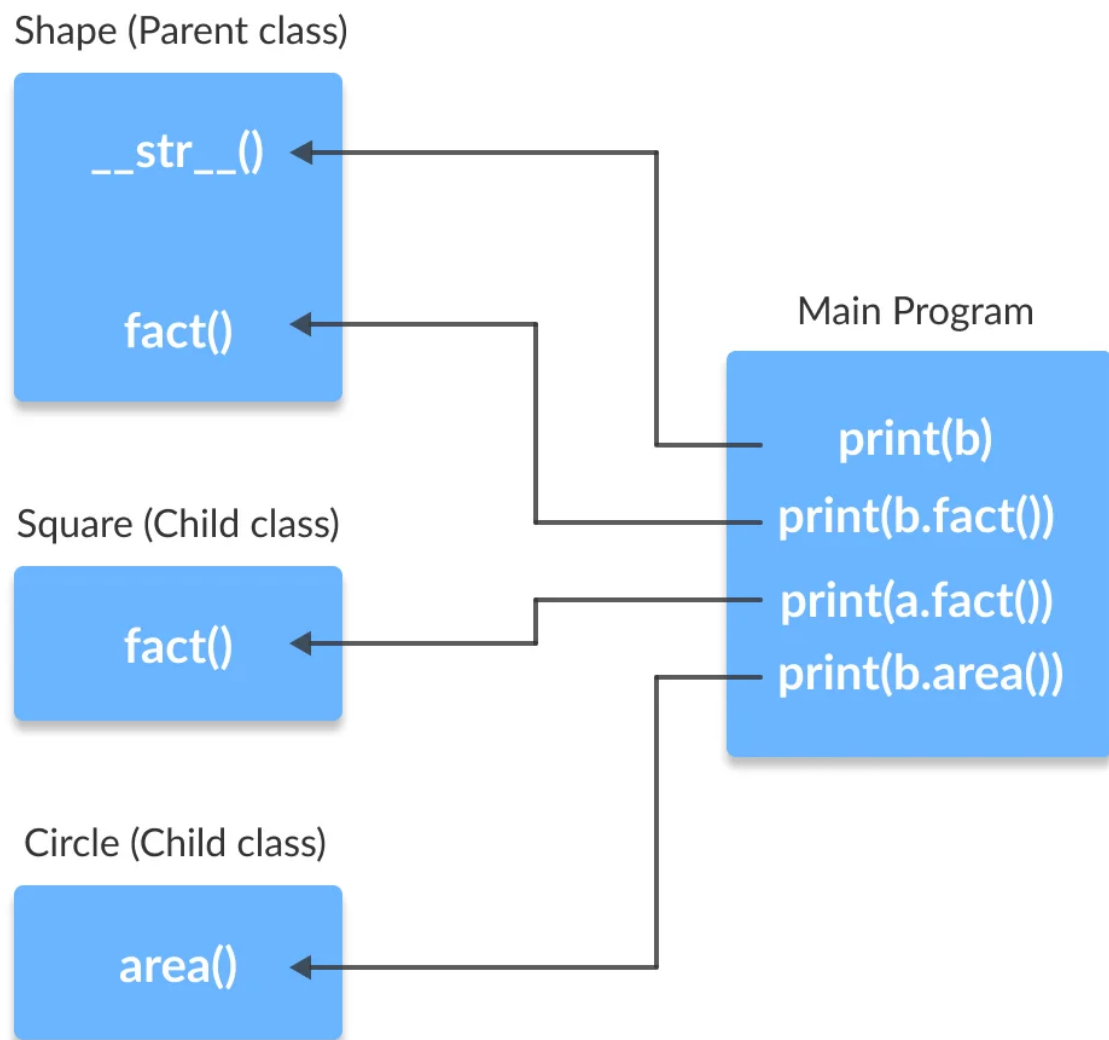 Shape (Parent class)
__str__()
fact()
Square (Child class)
fact()
Circle (Child class)
area()
Main Program
print(b)
print(b.fact())
print(a.fact())
print(b.area())